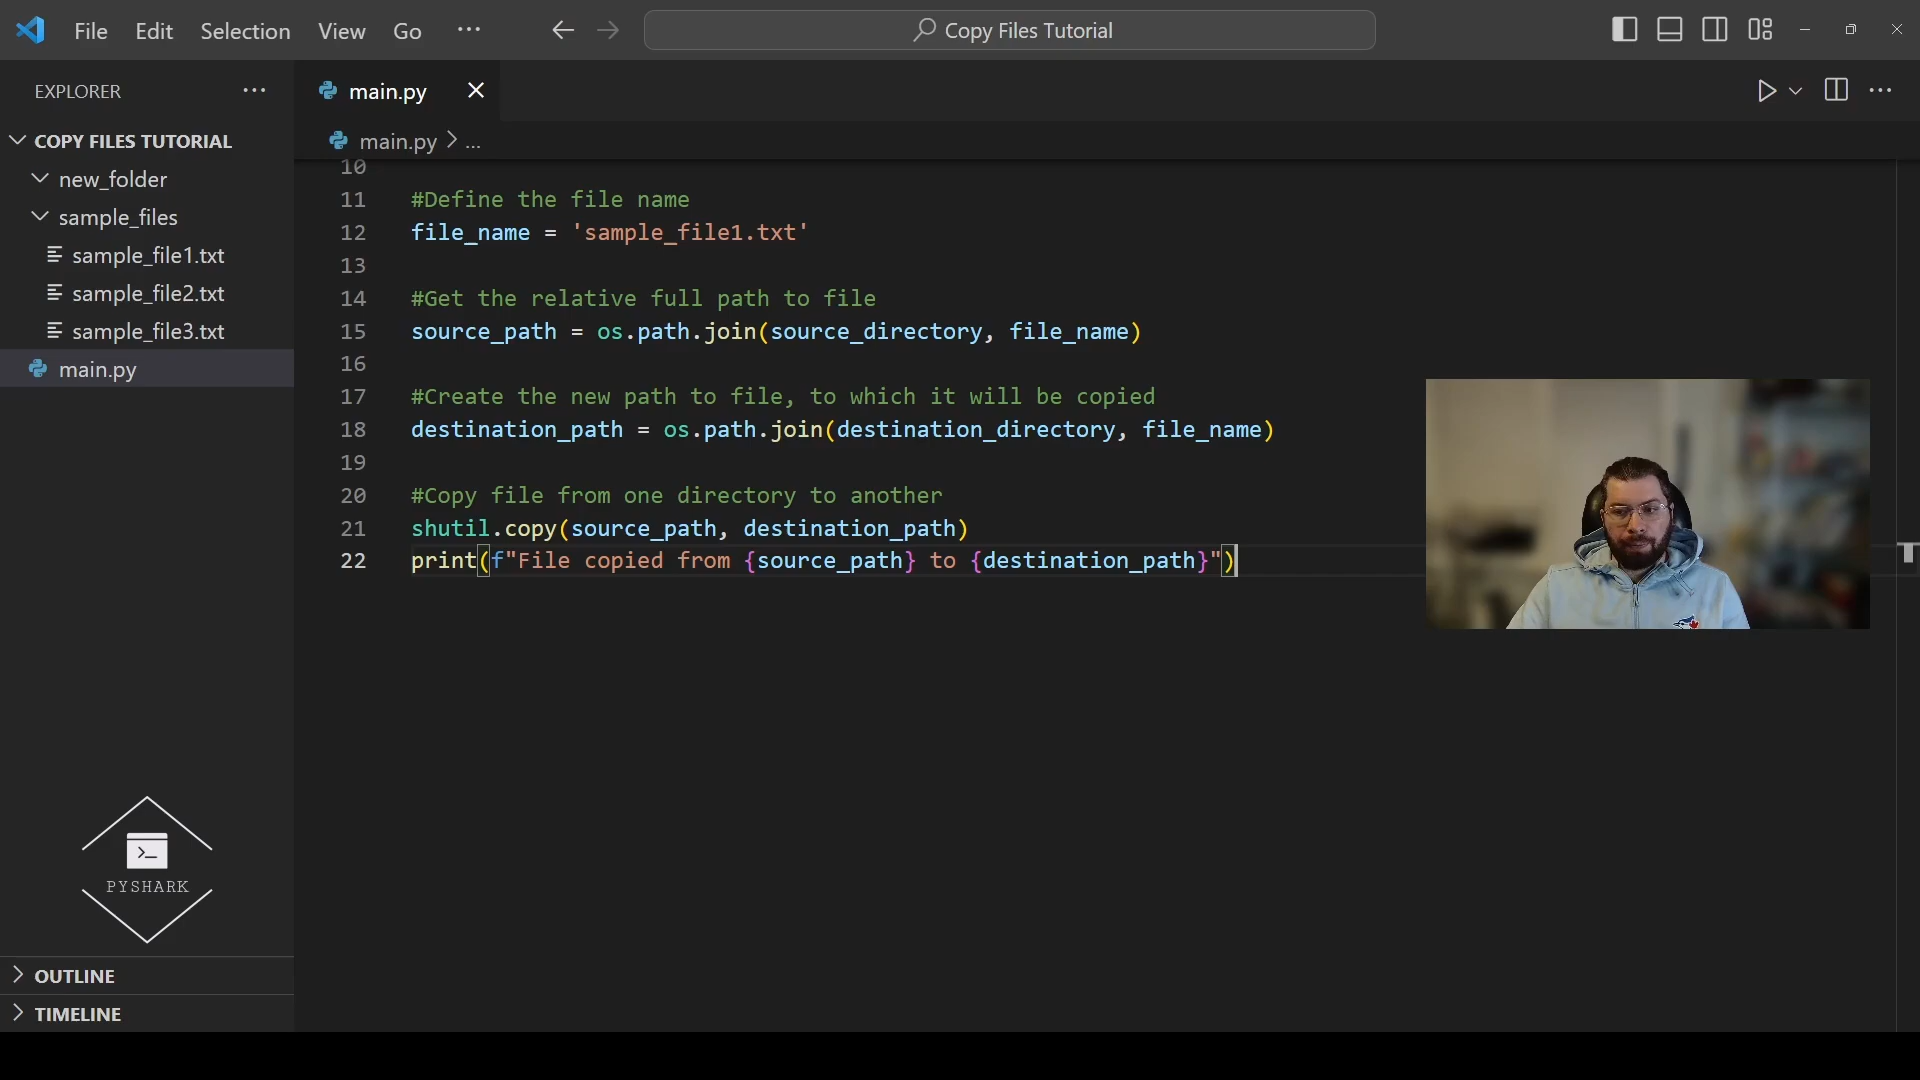 File Edit Selection View Go ...
Copy Files Tutorial
EXPLORER ...
COPY FILES TUTORIAL
new_folder
sample_files
sample_file1.txt
sample_file2.txt
sample_file3.txt
main.py
PYSHARK
OUTLINE
TIMELINE
main.py
main.py > ...
10
11 #Define the file name
12 file_name = 'sample_file1.txt'
13
14 #Get the relative full path to file
15 source_path = os.path.join(source_directory, file_name)
16
17 #Create the new path to file, to which it will be copied
18 destination_path = os.path.join(destination_directory, file_name)
19
20 #Copy file from one directory to another
21 shutil.copy(source_path, destination_path)
22 print(f"File copied from {source_path} to {destination_path}")